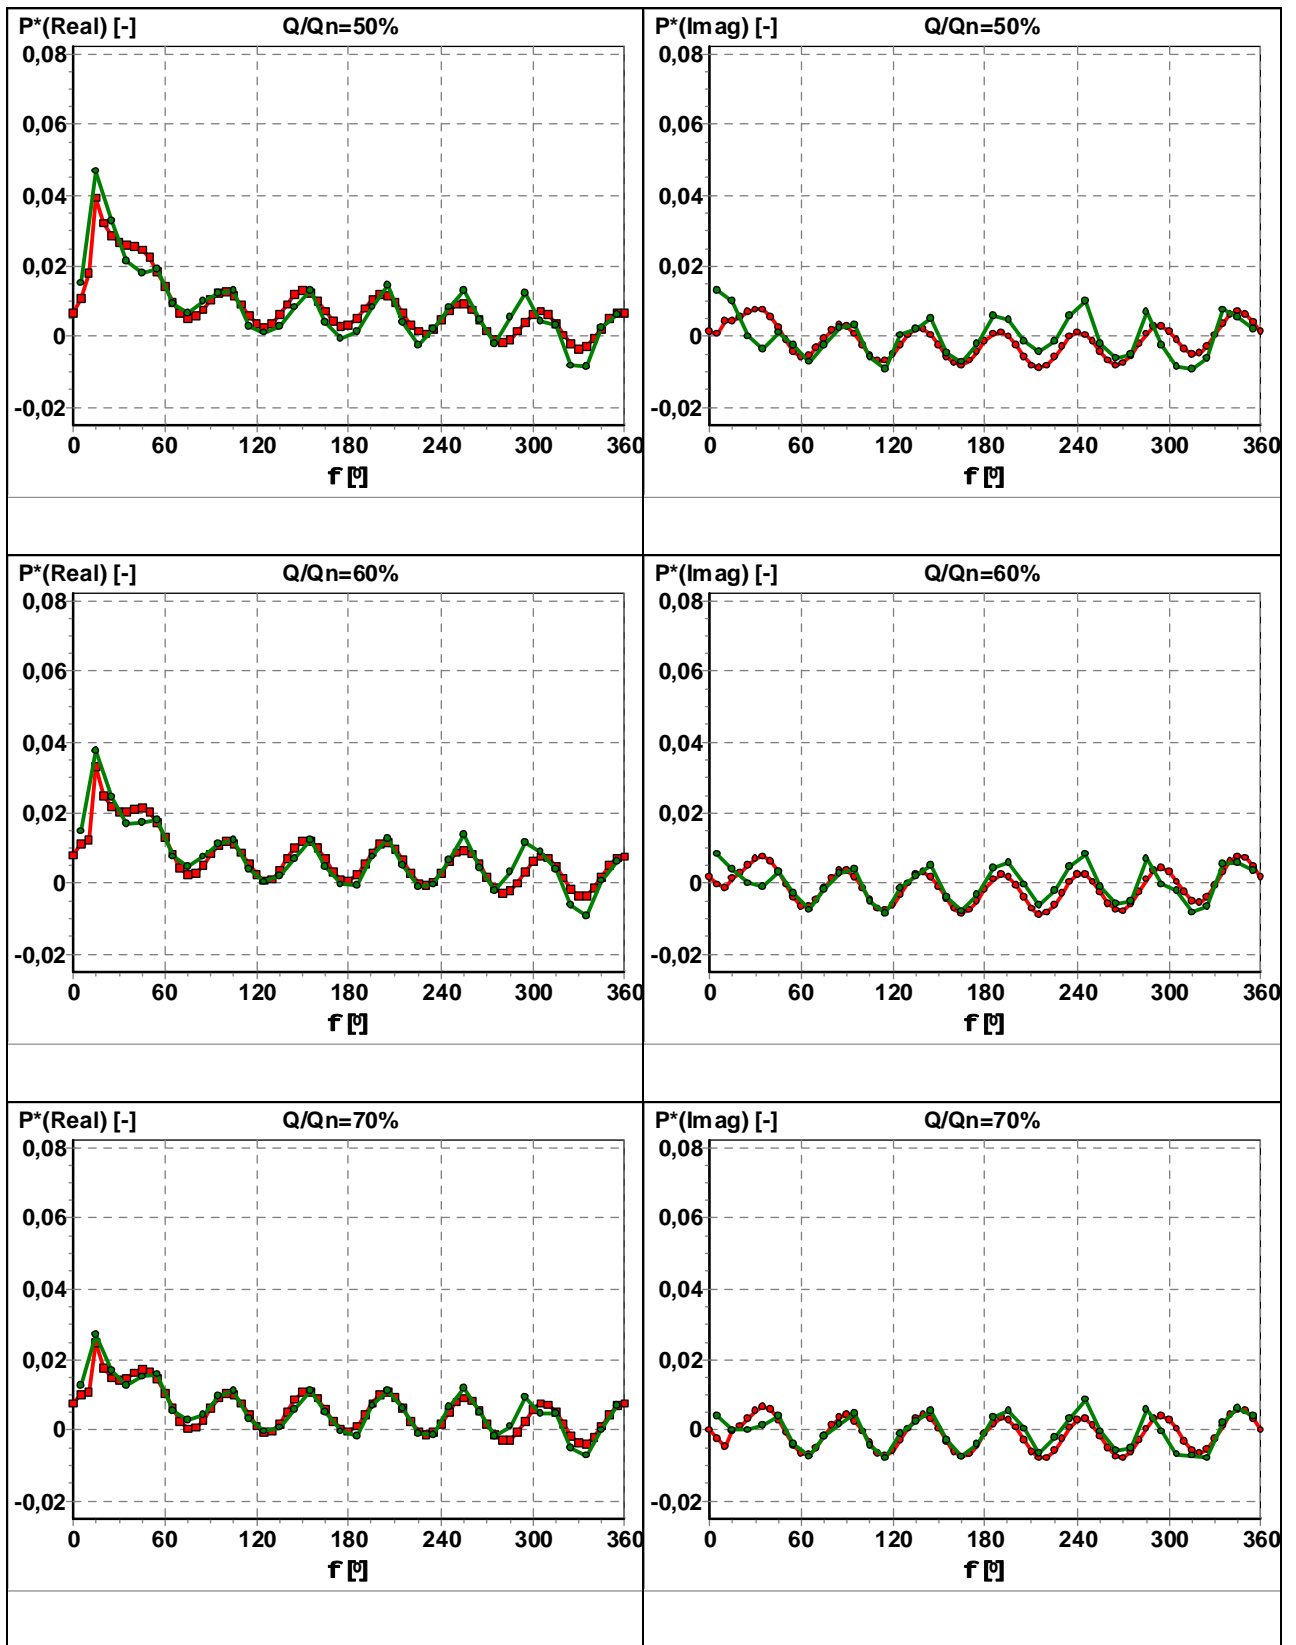 P*(Real) [-] Q/Qn=50%
0,08
0,06
0,04
0,02
0
-0,02
0 60 120 180 240 300 360
f [º]
P*(Imag) [-] Q/Qn=50%
0,08
0,06
0,04
0,02
0
-0,02
0 60 120 180 240 300 360
f [º]
P*(Real) [-] Q/Qn=60%
0,08
0,06
0,04
0,02
0
-0,02
0 60 120 180 240 300 360
f [º]
P*(Imag) [-] Q/Qn=60%
0,08
0,06
0,04
0,02
0
-0,02
0 60 120 180 240 300 360
f [º]
P*(Real) [-] Q/Qn=70%
0,08
0,06
0,04
0,02
0
-0,02
0 60 120 180 240 300 360
f [º]
P*(Imag) [-] Q/Qn=70%
0,08
0,06
0,04
0,02
0
-0,02
0 60 120 180 240 300 360
f [º]